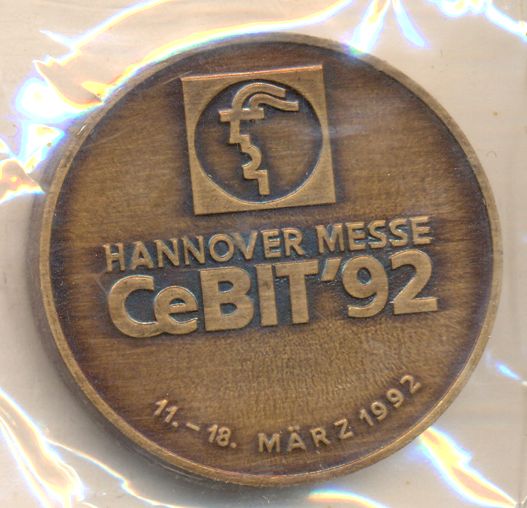 HANNOVER MESSE
CeBIT'92
11.-18. MÄRZ 1992